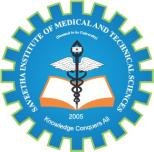 SAVEETHA INSTITUTE OF MEDICAL AND TECHNICAL SCIENCES
(Deemed to be University)
2005
Knowledge Conquers All